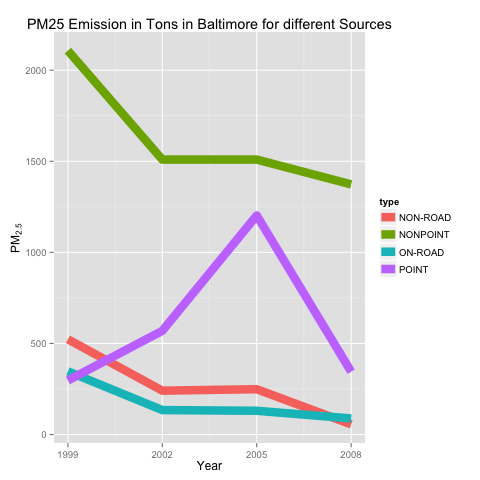 PM25 Emission in Tons in Baltimore for different Sources
2000
1500
1000
500
0
PM2.5
1999 2002 2005 2008
Year
type
NON-ROAD
NONPOINT
ON-ROAD
POINT